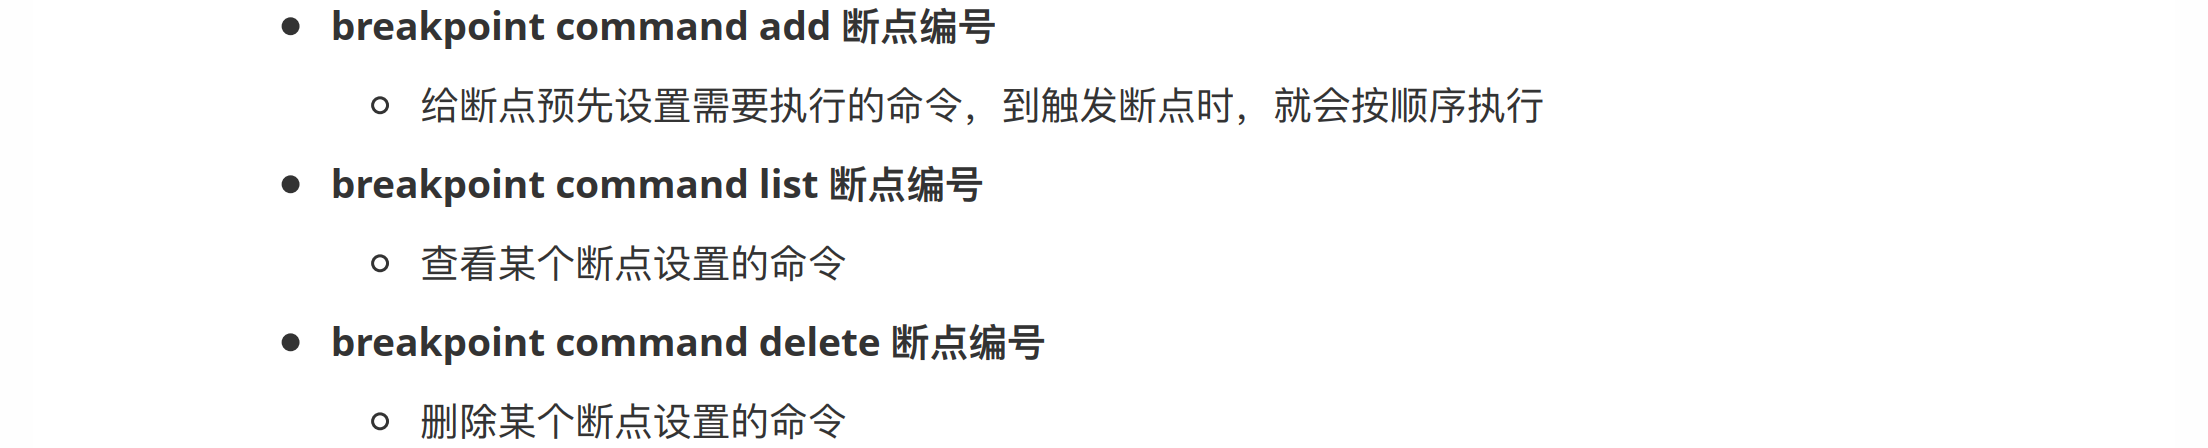 breakpoint command add 断点编号
给断点预先设置需要执行的命令，到触发断点时，就会按顺序执行
breakpoint command list 断点编号
查看某个断点设置的命令
breakpoint command delete 断点编号
删除某个断点设置的命令